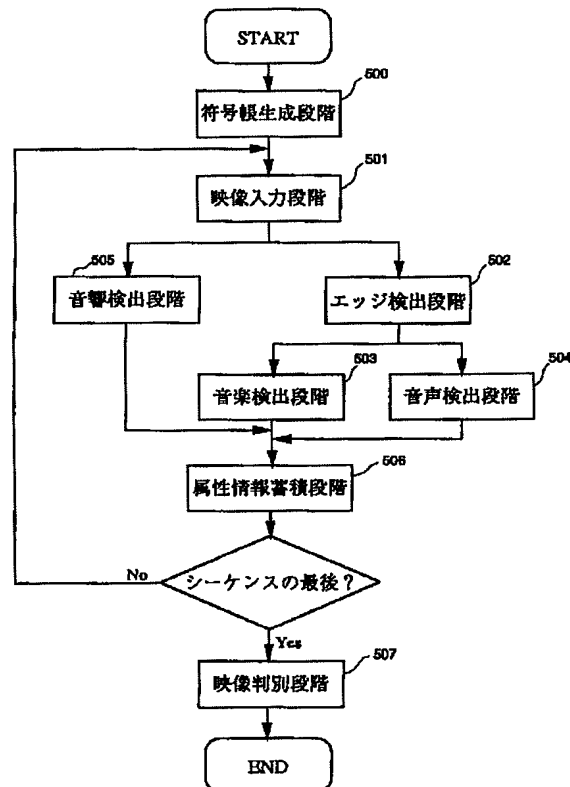 START
500
符号帳生成段階
501
映像入力段階
505
音響検出段階
502
エッジ検出段階
503
音楽検出段階
504
音声検出段階
506
属性情報蓄積段階
シーケンスの最後?
No
Yes
507
映像判別段階
END